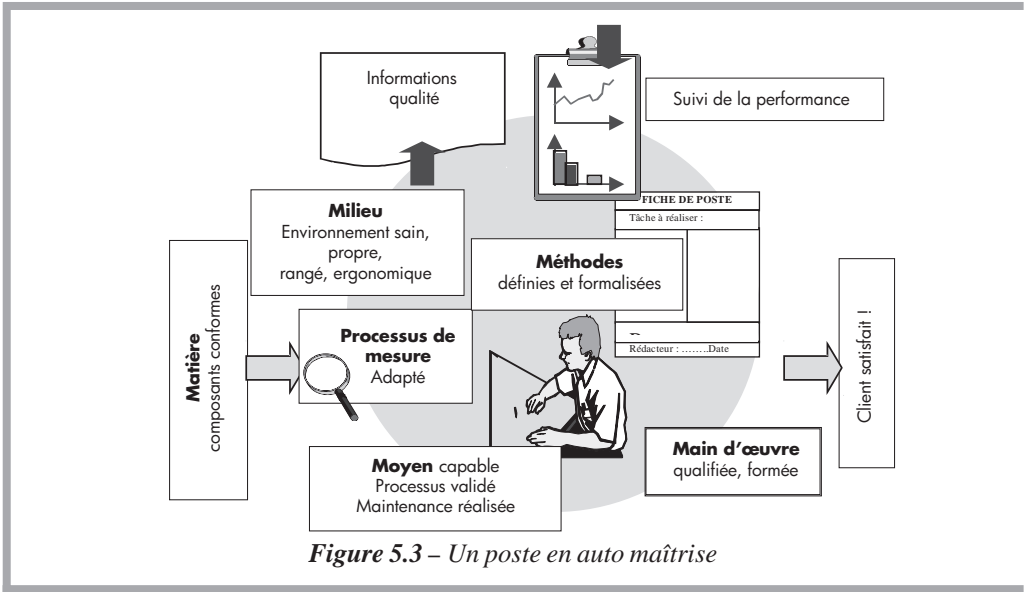 Informations
qualité
Suivi de la performance
FICHE DE POSTE
Tâche à réaliser :
Milieu
Environnement sain,
propre,
rangé, ergonomique
Méthodes
définies et formalisées
Matière
composants conformes
Processus de
mesure
Adapté
Rédacteur : ........Date
Client satisfait !
Main d'œuvre
qualifiée, formée
Moyen capable
Processus validé
Maintenance réalisée
Figure 5.3 – Un poste en auto maîtrise